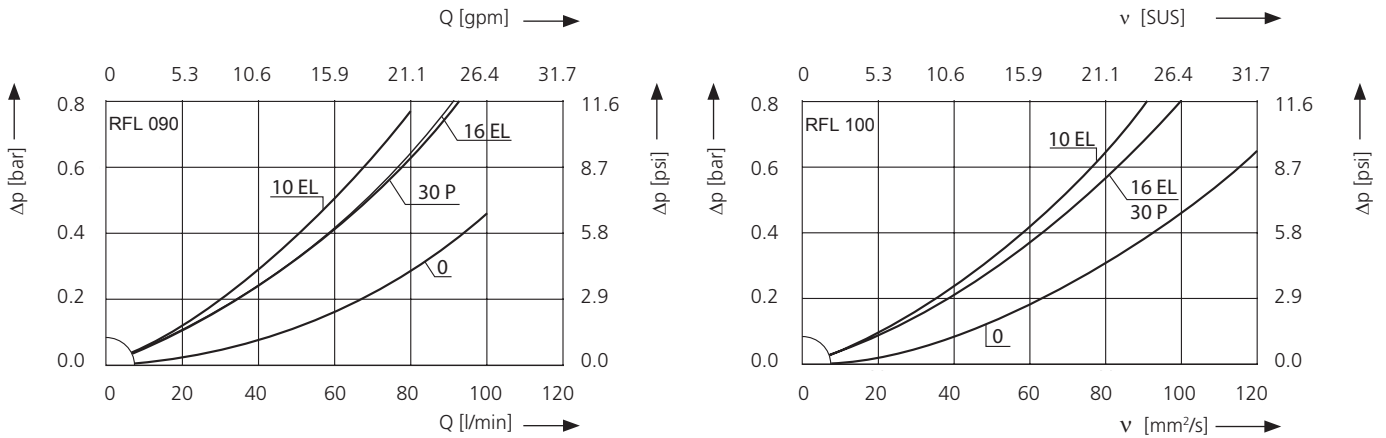 Q [gpm]
ν [SUS]
0 5.3 10.6 15.9 21.1 26.4 31.7
0 5.3 10.6 15.9 21.1 26.4 31.7
Δp [bar]
0.8
0.6
0.4
0.2
0.0
RFL 090
10 EL
16 EL
30 P
0
11.6
8.7
5.8
2.9
0.0
Δp [psi]
0 20 40 60 80 100 120
Q [l/min]
Δp [bar]
0.8
0.6
0.4
0.2
0.0
RFL 100
10 EL
16 EL
30 P
0
11.6
8.7
5.8
2.9
0.0
Δp [psi]
0 20 40 60 80 100 120
ν [mm²/s]